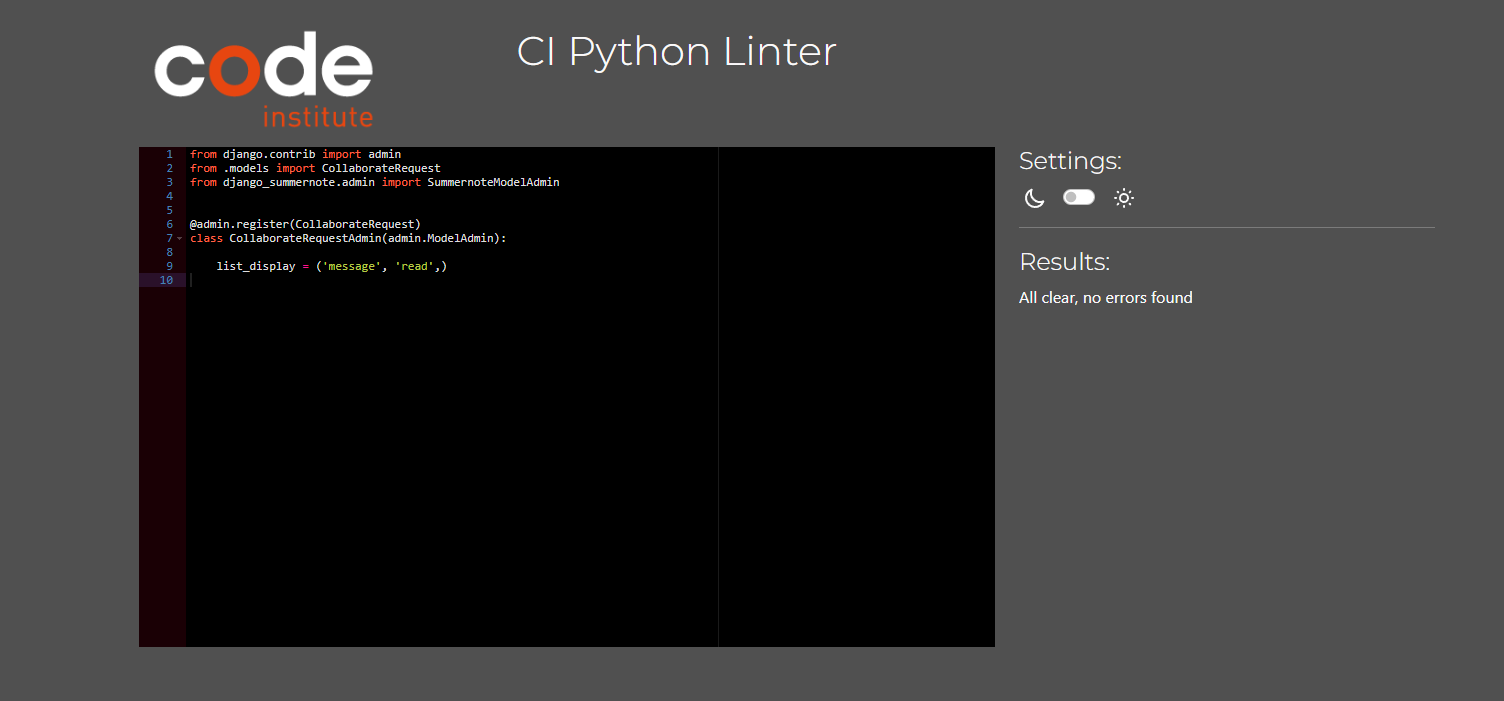 code
institute
CI Python Linter
1 from django.contrib import admin
2 from .models import CollaborateRequest
3 from django_summernote.admin import SummernoteModelAdmin
4
5
6 @admin.register(CollaborateRequest)
7 class CollaborateRequestAdmin(admin.ModelAdmin):
8
9     list_display = ('message', 'read',)
10
Settings:
Results:
All clear, no errors found